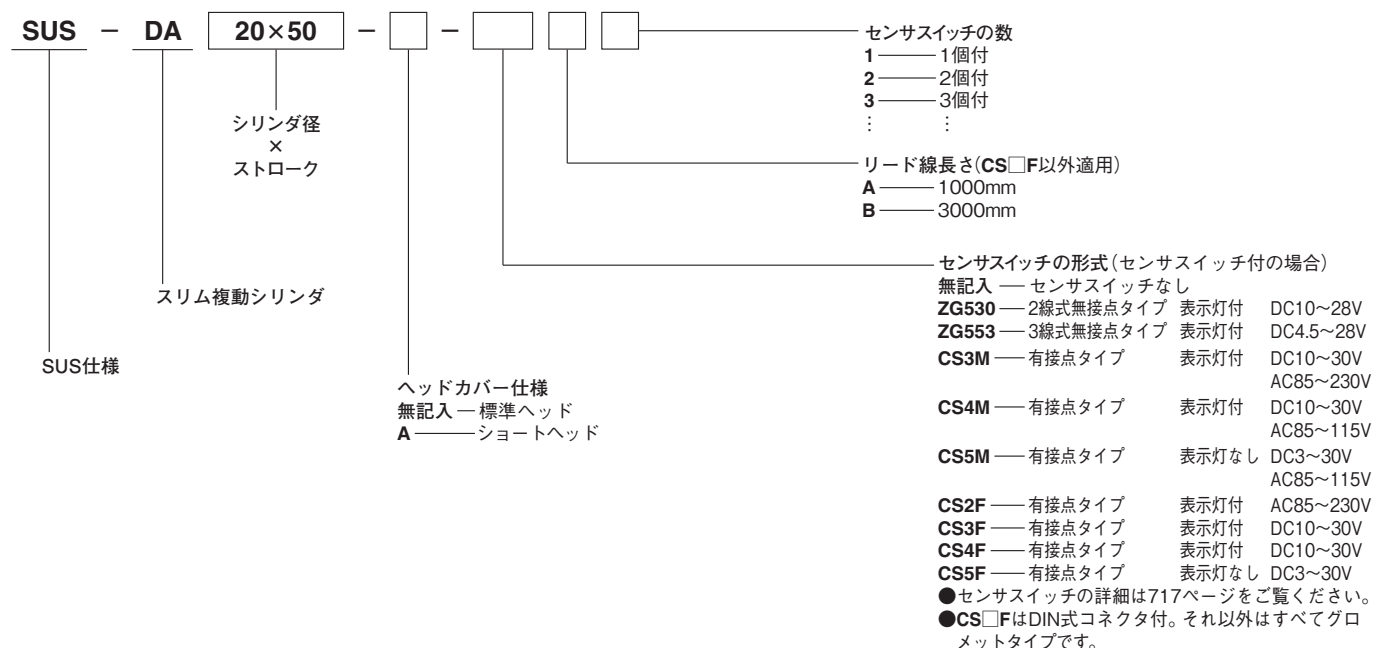 SUS − DA 20×50 − □ − □ □ □
センサスイッチの数
1 ─── 1個付
2 ─── 2個付
3 ─── 3個付
⋮ ⋮
シリンダ径
×
ストローク
リード線長さ(CS□F以外適用)
A ─── 1000mm
B ─── 3000mm
スリム複動シリンダ
SUS仕様
ヘッドカバー仕様
無記入 ─ 標準ヘッド
A ─── ショートヘッド
センサスイッチの形式(センサスイッチ付の場合)
無記入 ── センサスイッチなし
ZG530 ── 2線式無接点タイプ 表示灯付 DC10〜28V
ZG553 ── 3線式無接点タイプ 表示灯付 DC4.5〜28V
CS3M ── 有接点タイプ 表示灯付 DC10〜30V
AC85〜230V
CS4M ── 有接点タイプ 表示灯付 DC10〜30V
AC85〜115V
CS5M ── 有接点タイプ 表示灯なし DC3〜30V
AC85〜115V
CS2F ── 有接点タイプ 表示灯付 AC85〜230V
CS3F ── 有接点タイプ 表示灯付 DC10〜30V
CS4F ── 有接点タイプ 表示灯付 DC10〜30V
CS5F ── 有接点タイプ 表示灯なし DC3〜30V
●センサスイッチの詳細は717ページをご覧ください。
●CS□FはDIN式コネクタ付。それ以外はすべてグロ
メットタイプです。